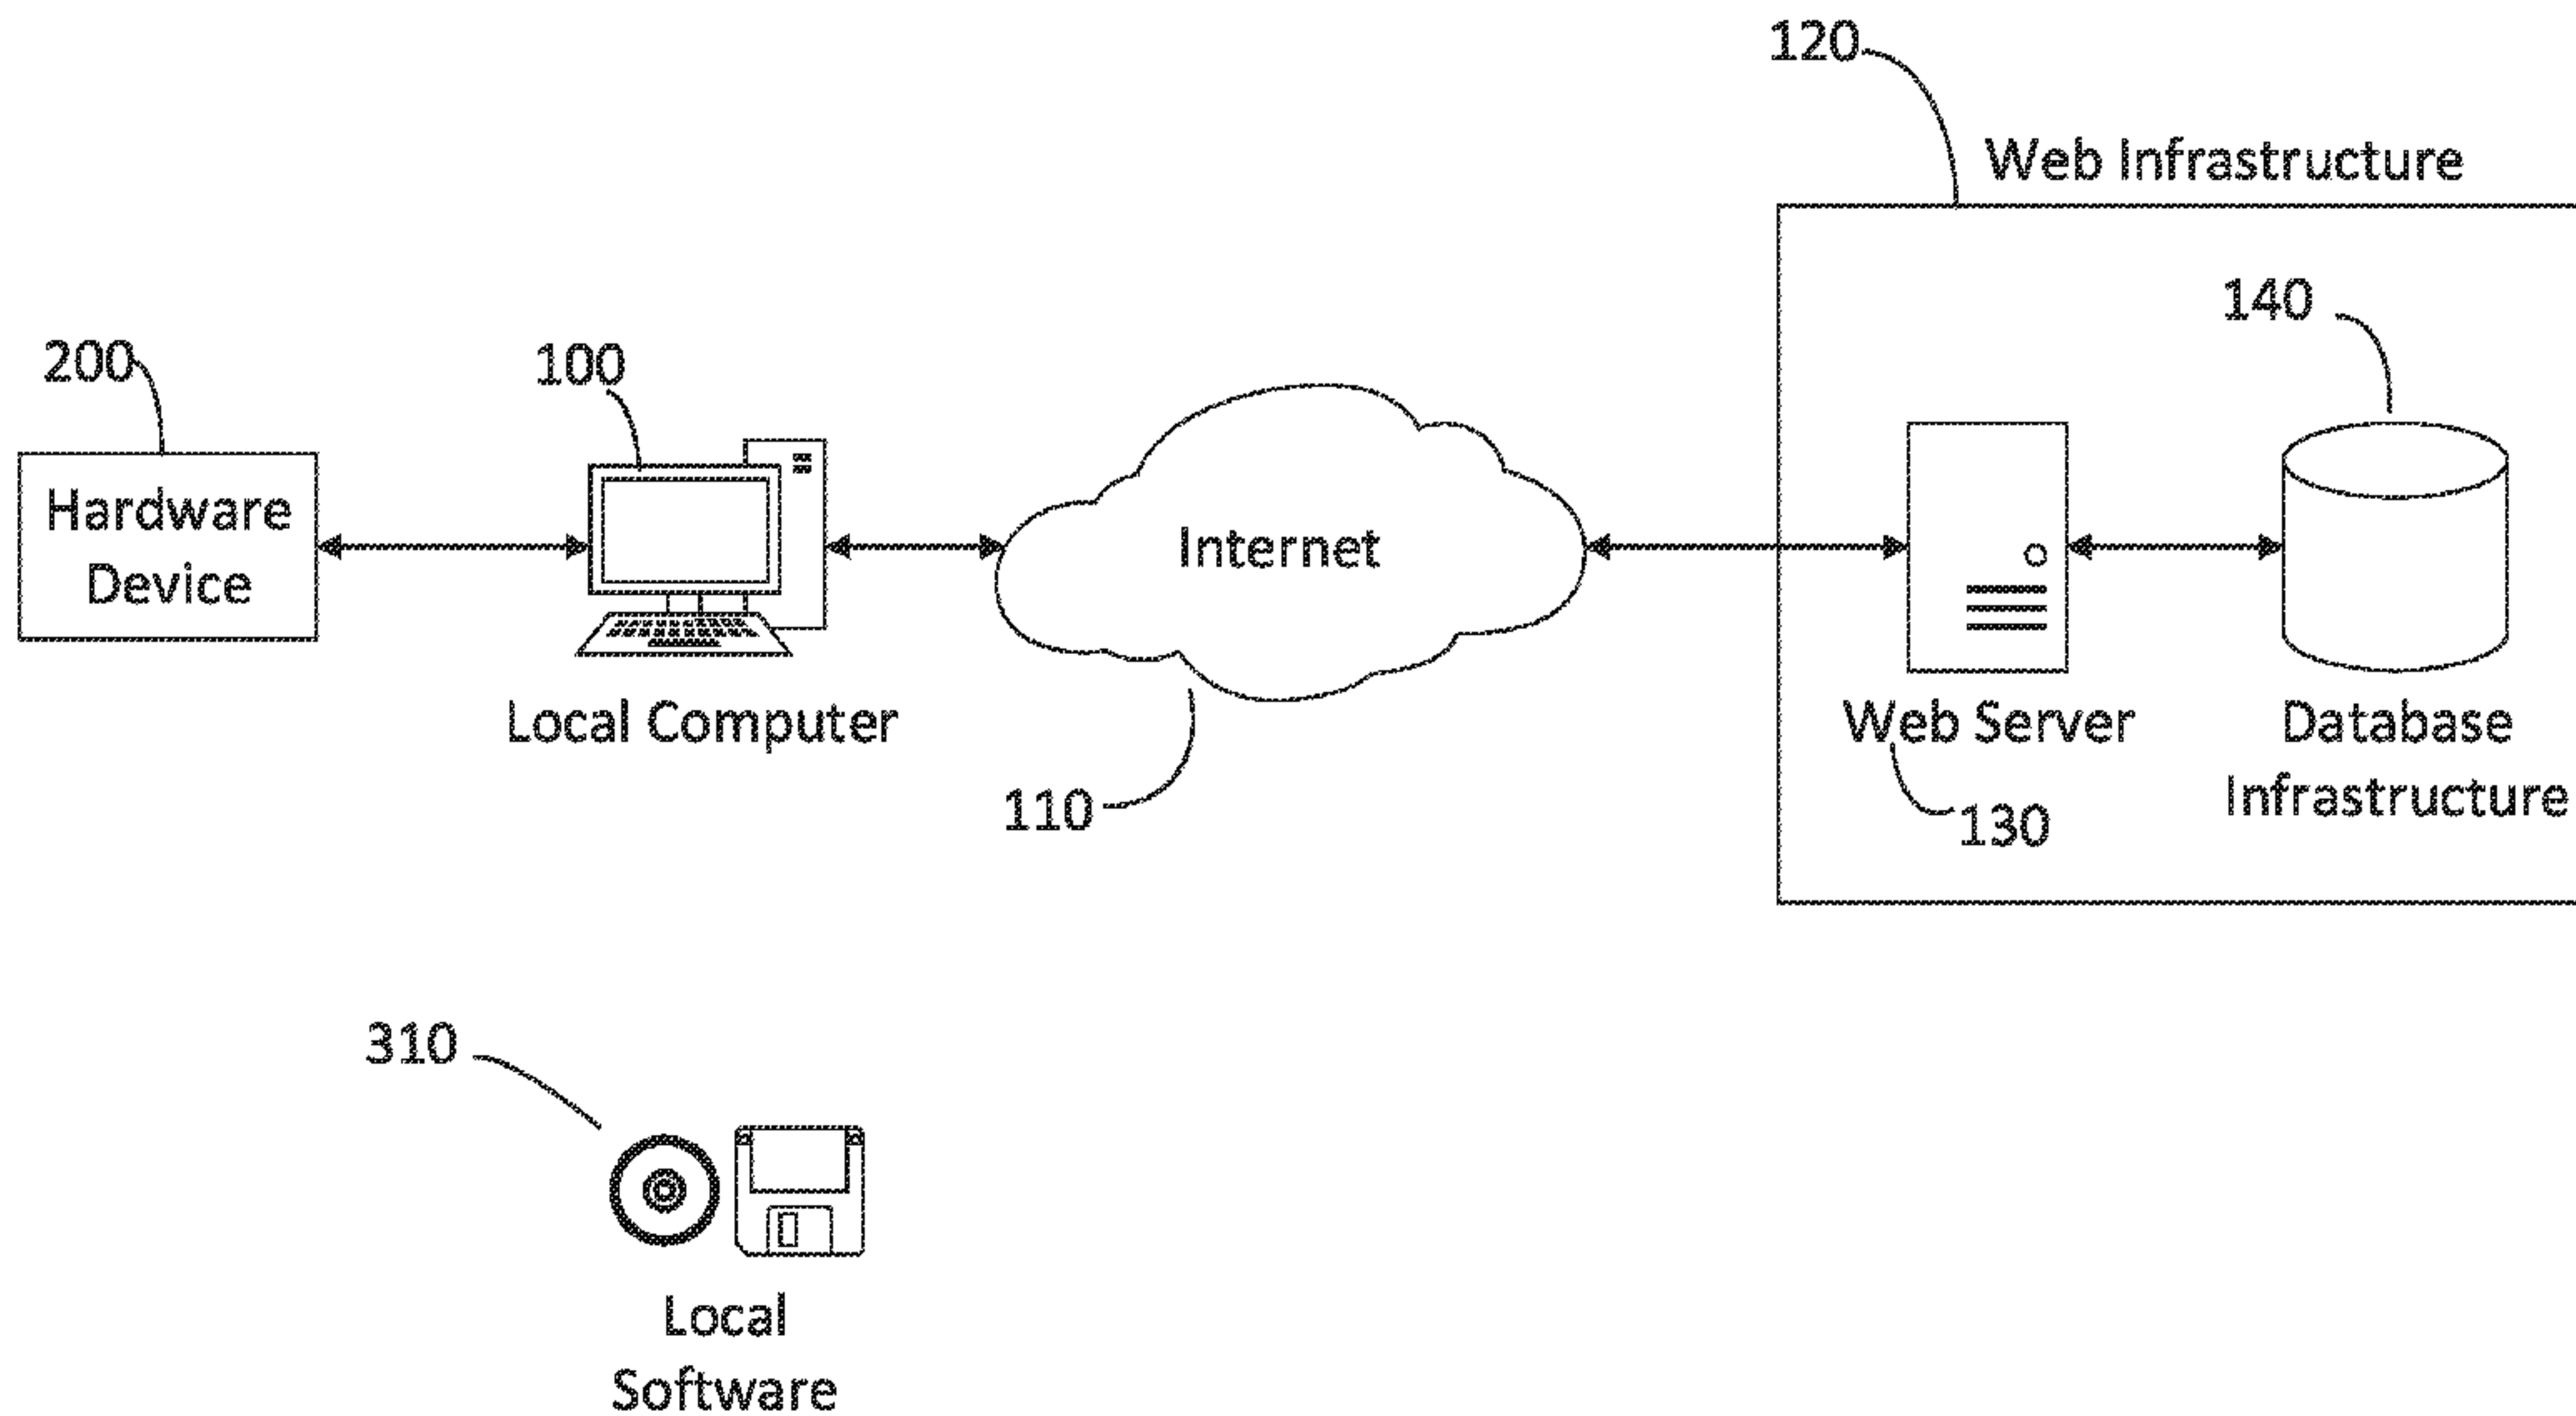 120
Web Infrastructure
140
200
100
Hardware
Device
Internet
Local Computer
Web Server
Database
Infrastructure
110
130
310
Local
Software